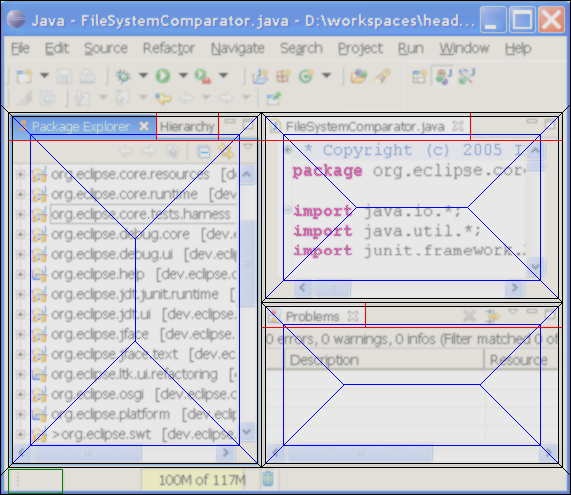 Java - FileSystemComparator.java - D:\workspaces\head...
File Edit Source Refactor Navigate Search Project Run Window Help
Package Explorer Hierarchy
FileSystemComparator.java
org.eclipse.core.resources [d
org.eclipse.core.runtime [dev
org.eclipse.core.tests.harness
org.eclipse.debug.core [dev.
org.eclipse.debug.ui [dev.ec
org.eclipse.help [dev.eclipse.
org.eclipse.jdt.junit.runtime [
org.eclipse.jdt.ui [dev.eclipse
org.eclipse.jface [dev.eclipse.
org.eclipse.jface.text [dev.ec
org.eclipse.ltk.ui.refactoring [
org.eclipse.osgi [dev.eclipse.
org.eclipse.platform [dev.ecl
>org.eclipse.swt [dev.eclipse
* Copyright (c) 2005 I
package org.eclipse.cor
import java.io.*;
import java.util.*;
import junit.framework.
Problems
0 errors, 0 warnings, 0 infos (Filter matched 0 of
Description Resource
100M of 117M